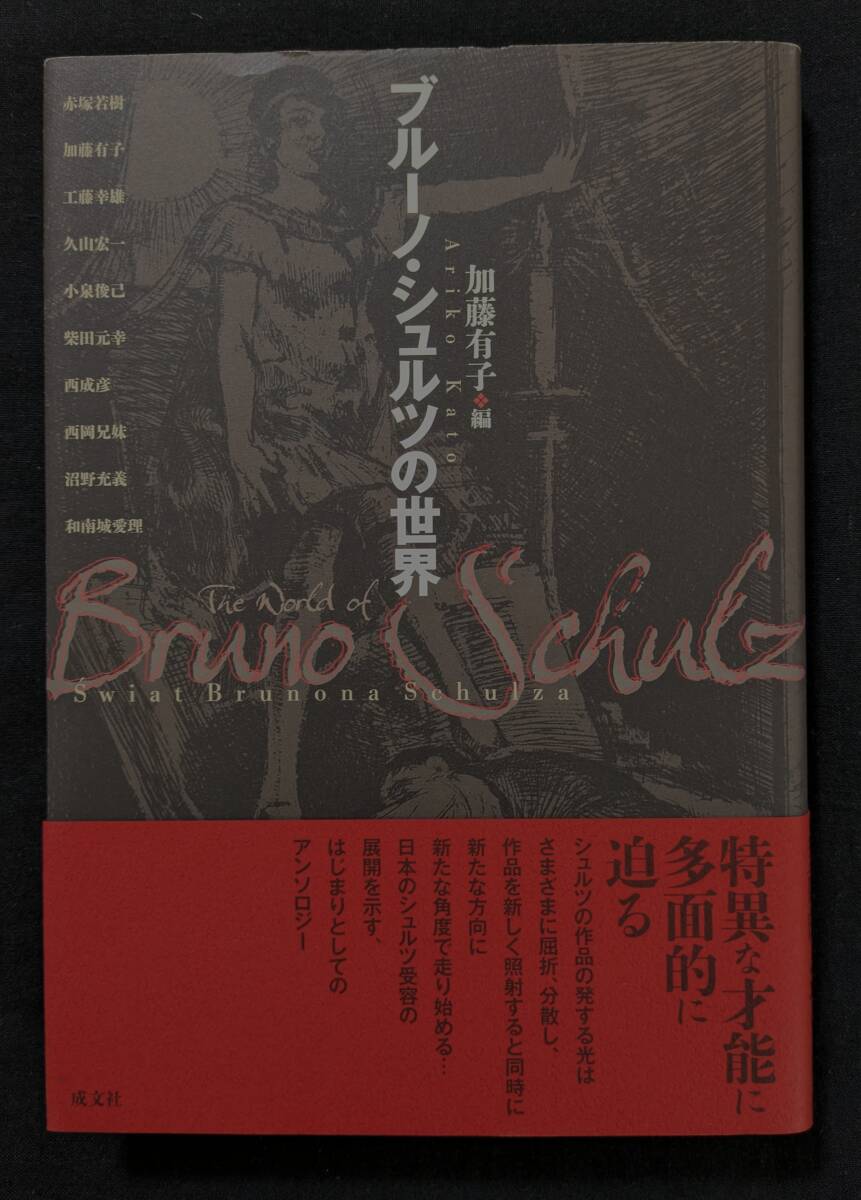 ブルーノ・シュルツの世界
加藤有子❖編
Ariko Kato
赤塚若樹
加藤有子
工藤幸雄
久山宏一
小泉俊己
柴田元幸
西成彦
西岡兄妹
沼野充義
和南城愛理
The World of
Bruno Schulz
Świat Brunona Schulza
特異な才能に
多面的に
迫る
シュルツの作品の発する光は
さまざまに屈折、分散し、
作品を新しく照射すると同時に
新たな方向に
新たな角度で走り始める…
日本のシュルツ受容の
展開を示す、
はじまりとしての
アンソロジー
成文社